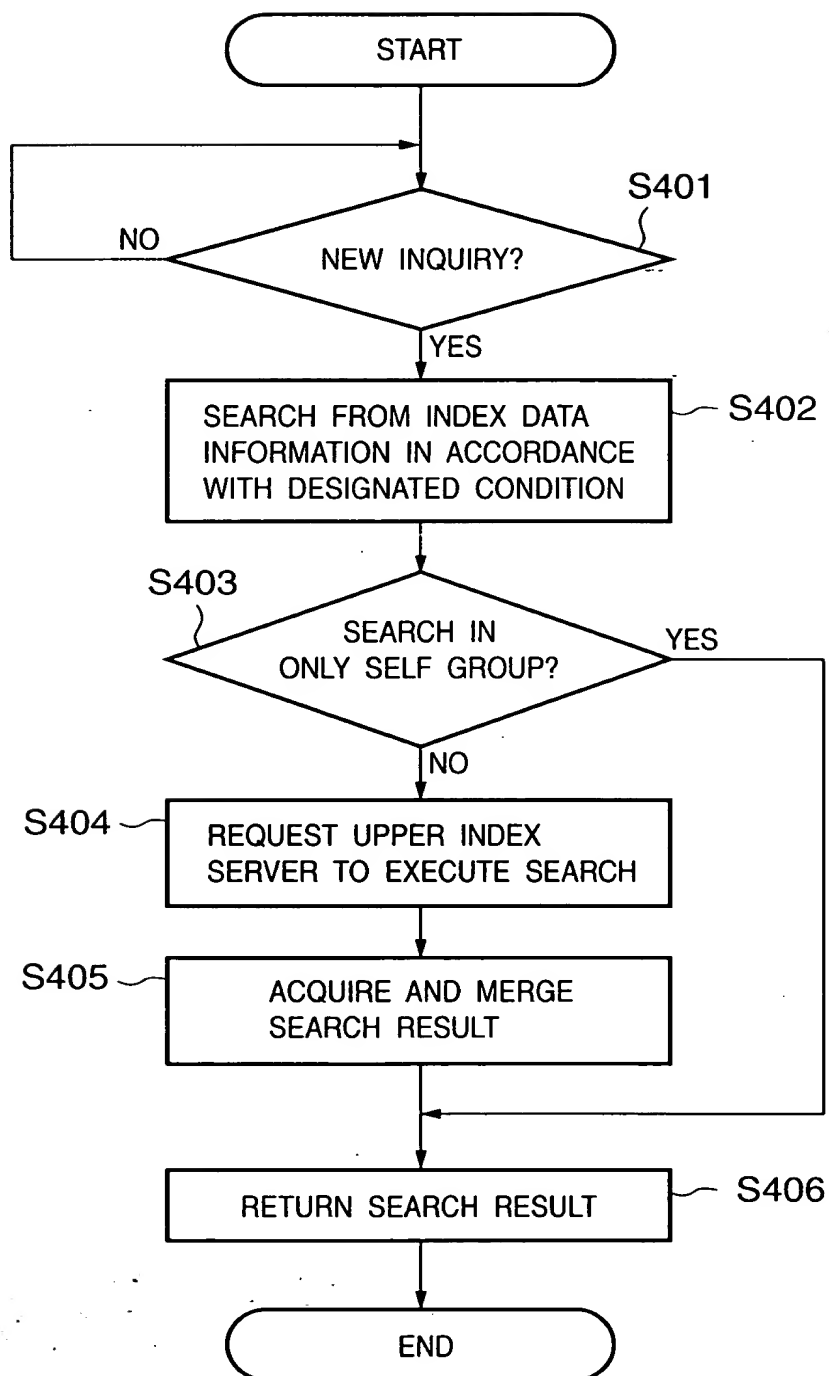 START
S401
NO
NEW INQUIRY?
YES
SEARCH FROM INDEX DATA
INFORMATION IN ACCORDANCE
WITH DESIGNATED CONDITION
S402
S403
SEARCH IN
ONLY SELF GROUP?
YES
NO
S404
REQUEST UPPER INDEX
SERVER TO EXECUTE SEARCH
S405
ACQUIRE AND MERGE
SEARCH RESULT
RETURN SEARCH RESULT
S406
END